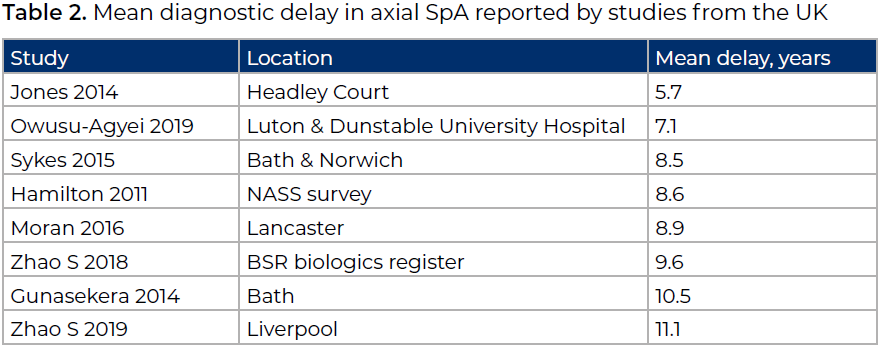 Table 2. Mean diagnostic delay in axial SpA reported by studies from the UK
Study Location Mean delay, years
Jones 2014 Headley Court 5.7
Owusu-Agyei 2019 Luton & Dunstable University Hospital 7.1
Sykes 2015 Bath & Norwich 8.5
Hamilton 2011 NASS survey 8.6
Moran 2016 Lancaster 8.9
Zhao S 2018 BSR biologics register 9.6
Gunasekera 2014 Bath 10.5
Zhao S 2019 Liverpool 11.1